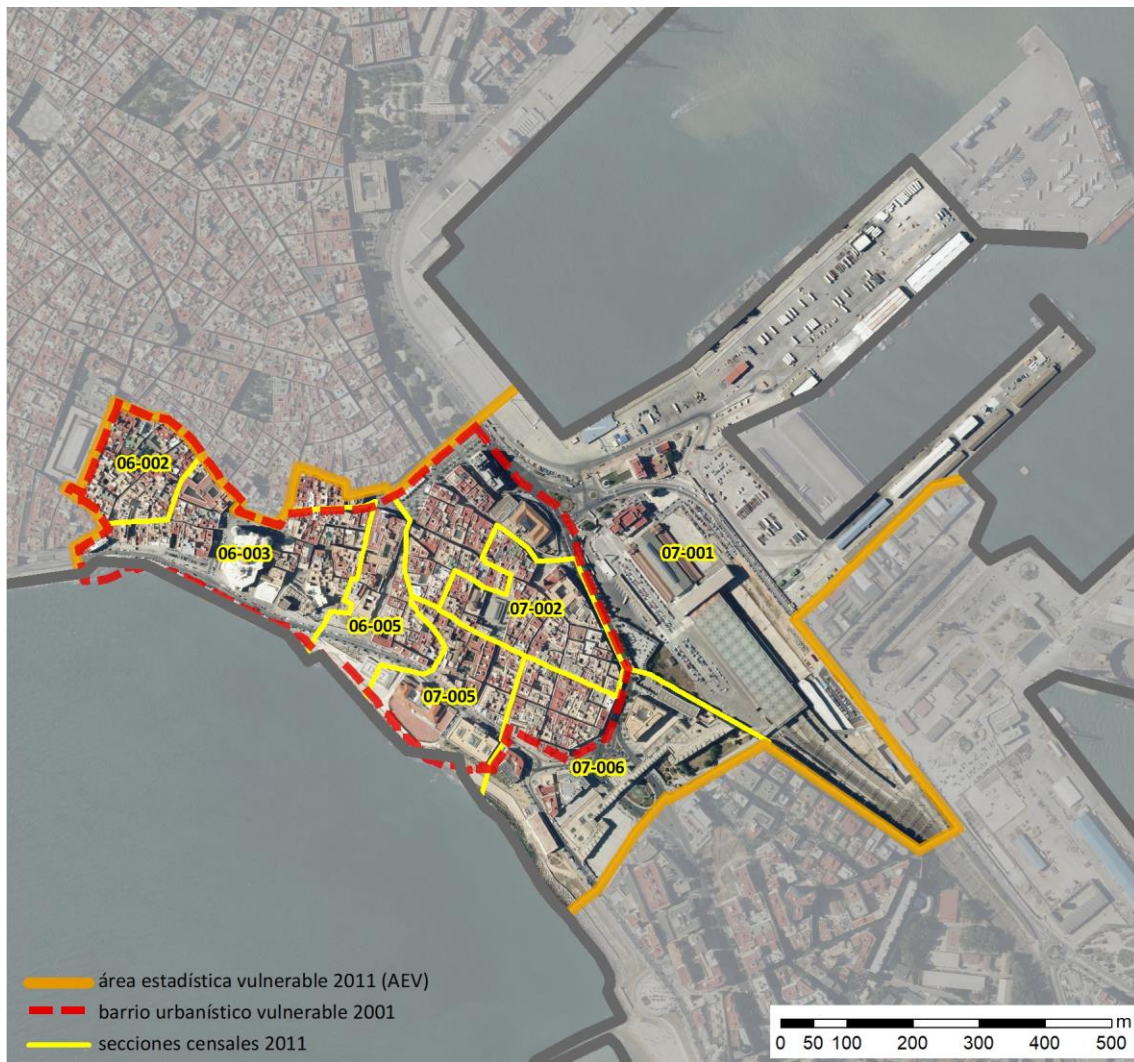 06-002
06-003
07-001
07-002
06-005
07-005
07-006
área estadística vulnerable 2011 (AEV)
barrio urbanístico vulnerable 2001
secciones censales 2011
m
0 50 100 200 300 400 500